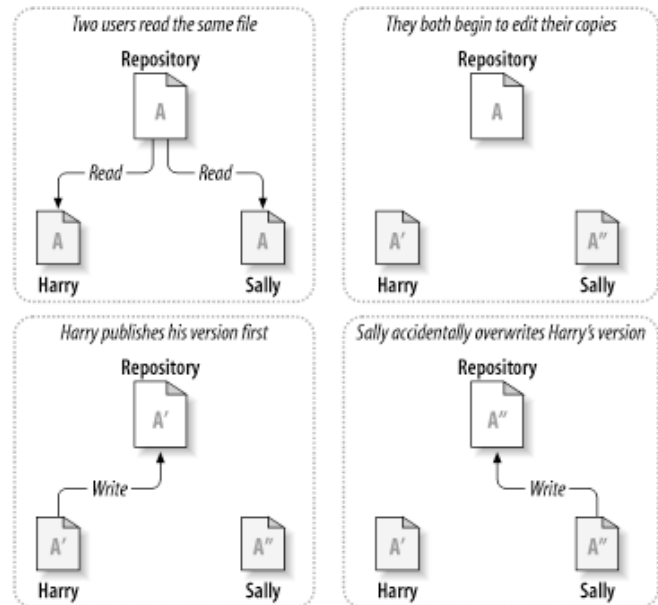 Two users read the same file
Repository
A
Read Read
A A
Harry Sally
They both begin to edit their copies
Repository
A
A′ A″
Harry Sally
Harry publishes his version first
Repository
A′
Write
A′ A″
Harry Sally
Sally accidentally overwrites Harry's version
Repository
A″
Write
A′ A″
Harry Sally